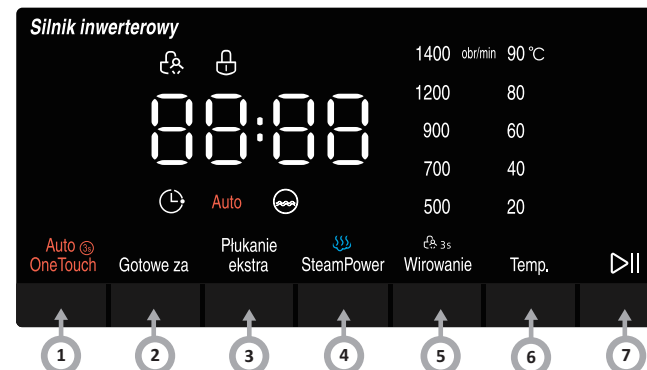 Silnik inwerterowy
1400 obr/min 90 °C
1200 80
88:88
900 60
700 40
Auto
500 20
Auto 3s
OneTouch
Gotowe za
Płukanie
ekstra
SteamPower
3s
Wirowanie
Temp.
1 2 3 4 5 6 7